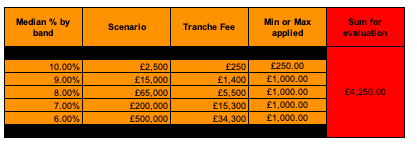 Median % by band Scenario Tranche Fee Min or Max applied Sum for evaluation
10.00% £2,500 £250 £250.00
9.00% £15,000 £1,400 £1,000.00
8.00% £65,000 £5,500 £1,000.00 £4,250.00
7.00% £200,000 £15,300 £1,000.00
6.00% £500,000 £34,300 £1,000.00